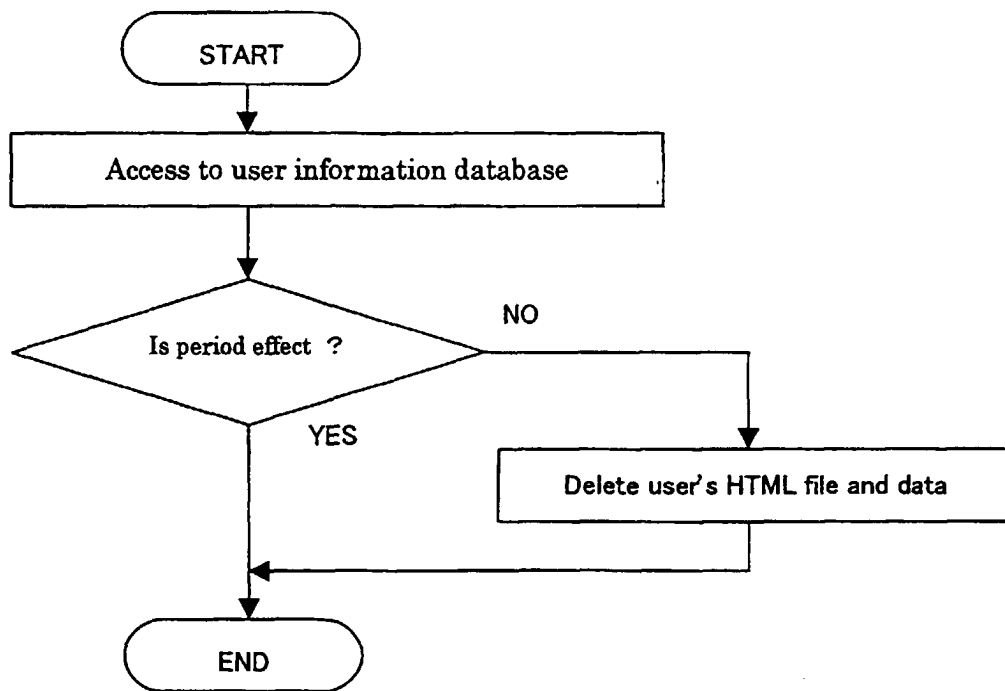 START
Access to user information database
Is period effect ?
NO
YES
Delete user's HTML file and data
END